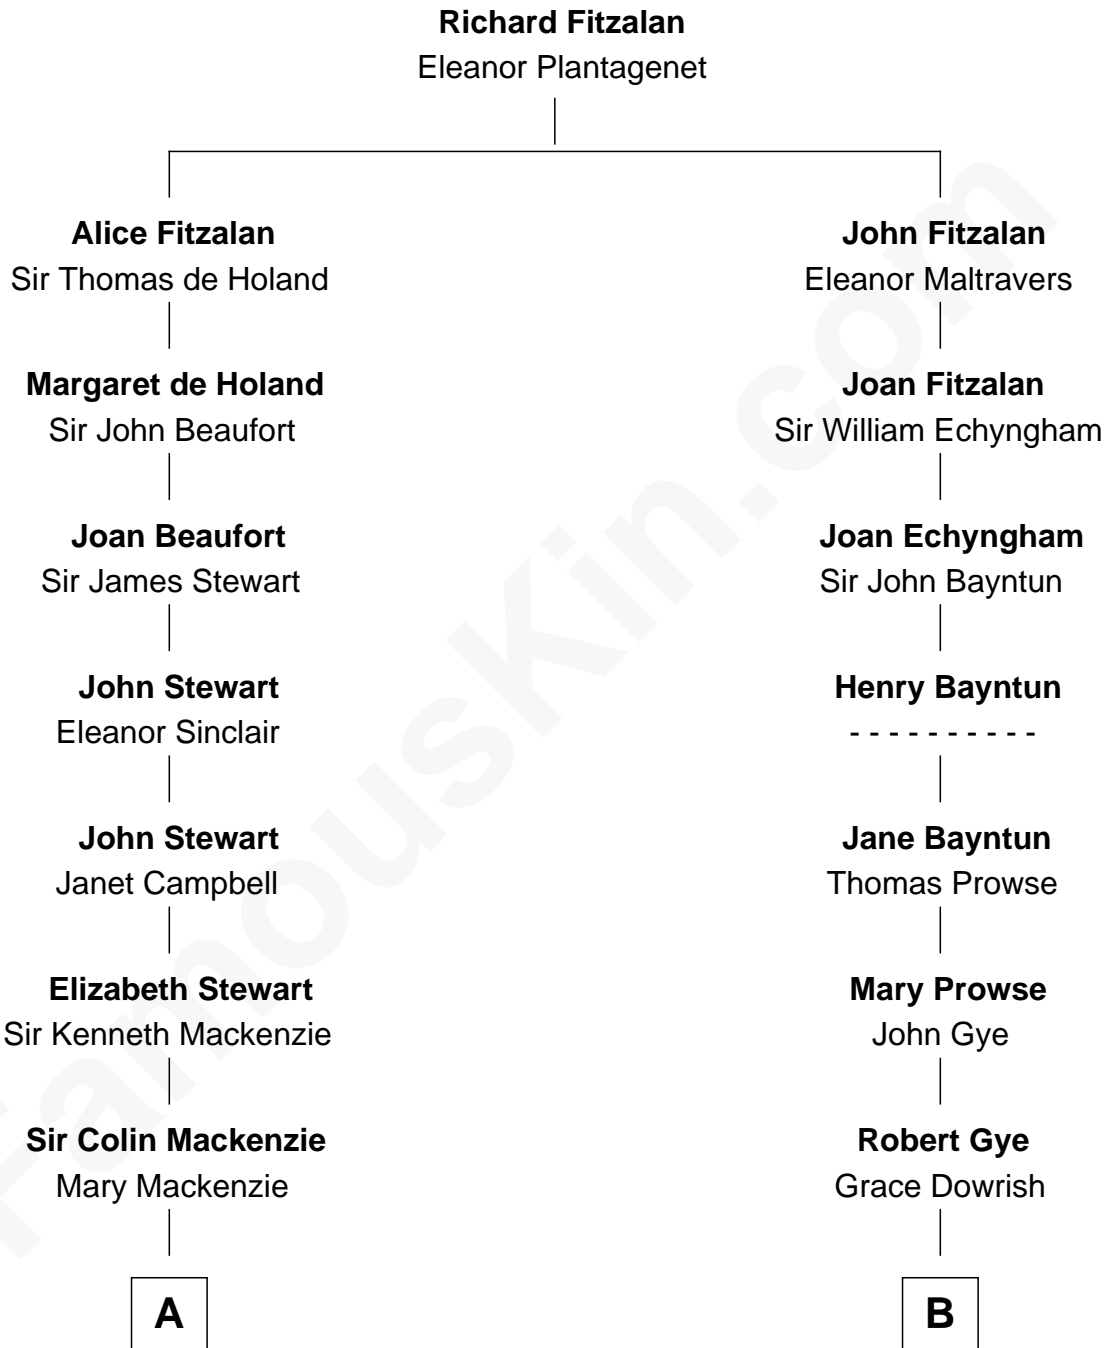 Richard Fitzalan
Eleanor Plantagenet
Alice Fitzalan
Sir Thomas de Holand
Margaret de Holand
Sir John Beaufort
Joan Beaufort
Sir James Stewart
John Stewart
Eleanor Sinclair
John Stewart
Janet Campbell
Elizabeth Stewart
Sir Kenneth Mackenzie
Sir Colin Mackenzie
Mary Mackenzie
A
John Fitzalan
Eleanor Maltravers
Joan Fitzalan
Sir William Echyngham
Joan Echyngham
Sir John Bayntun
Henry Bayntun
- - - - - - - - - -
Jane Bayntun
Thomas Prowse
Mary Prowse
John Gye
Robert Gye
Grace Dowrish
B
FamousKin.com